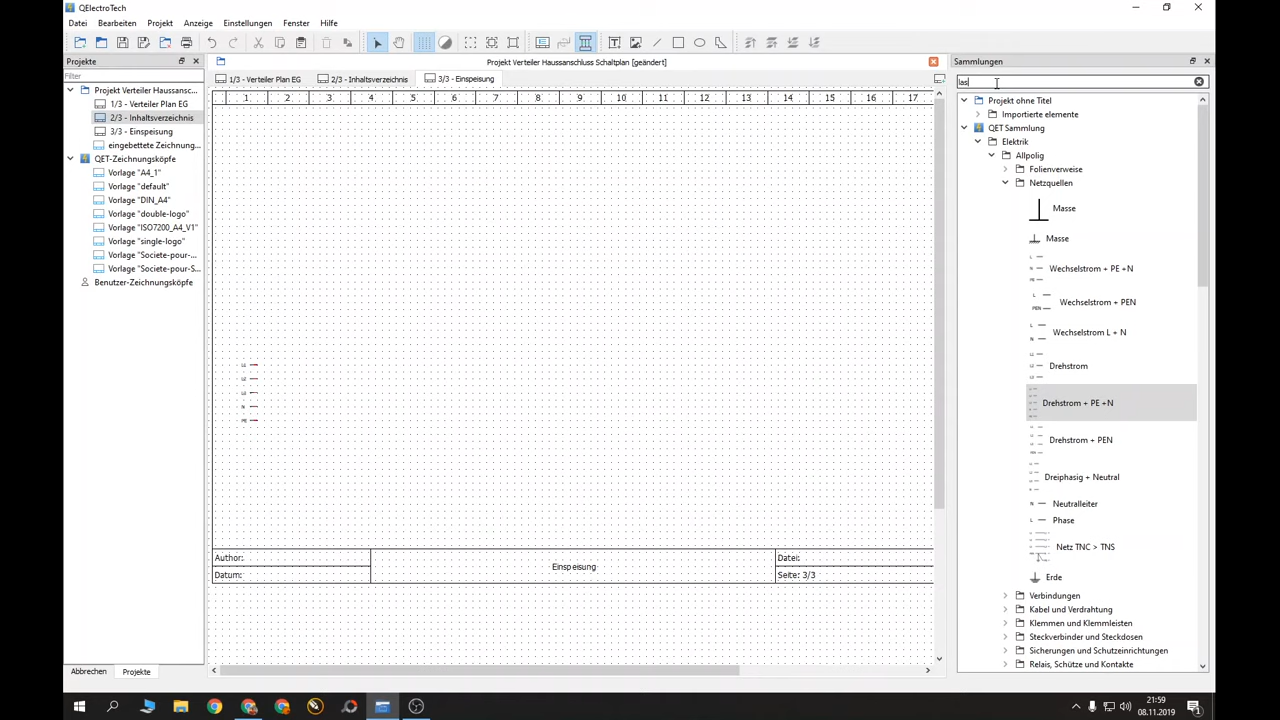 QElectroTech
Datei Bearbeiten Projekt Anzeige Einstellungen Fenster Hilfe
Projekte
Filter
Projekt Verteiler Haussansc...
1/3 - Verteiler Plan EG
2/3 - Inhaltsverzeichnis
3/3 - Einspeisung
eingebettete Zeichnung...
QET-Zeichnungsköpfe
Vorlage "A4_1"
Vorlage "default"
Vorlage "DIN_A4"
Vorlage "double-logo"
Vorlage "ISO7200_A4_V1"
Vorlage "single-logo"
Vorlage "Societe-pour-...
Vorlage "Societe-pour-S...
Benutzer-Zeichnungsköpfe
Abbrechen Projekte
Projekt Verteiler Haussanschluss Schaltplan [geändert]
1/3 - Verteiler Plan EG 2/3 - Inhaltsverzeichnis 3/3 - Einspeisung
1 2 3 4 5 6 7 8 9 10 11 12 13 14 15 16 17
L1
L2
L3
N
PE
Author:
Datum:
Einspeisung
Datei:
Seite: 3/3
Sammlungen
las
Projekt ohne Titel
Importierte elemente
QET Sammlung
Elektrik
Allpolig
Folienverweise
Netzquellen
Masse
Masse
Wechselstrom + PE +N
Wechselstrom + PEN
Wechselstrom L + N
Drehstrom
Drehstrom + PE +N
Drehstrom + PEN
Dreiphasig + Neutral
Neutralleiter
Phase
Netz TNC > TNS
Erde
Verbindungen
Kabel und Verdrahtung
Klemmen und Klemmleisten
Steckverbinder und Steckdosen
Sicherungen und Schutzeinrichtungen
Relais, Schütze und Kontakte
21:59
08.11.2019